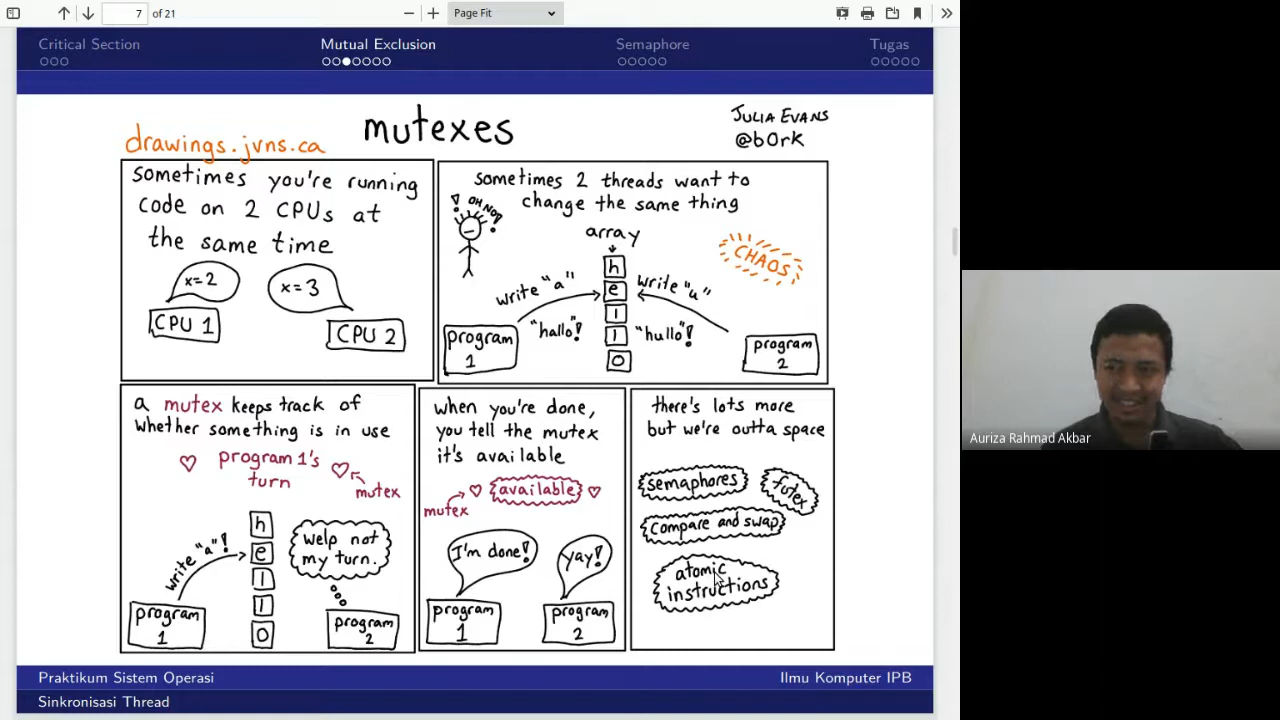 7 of 21
Page Fit
Critical Section
Mutual Exclusion
Semaphore
Tugas
drawings.jvns.ca
mutexes
JULIA EVANS
@b0rk
sometimes you're running
code on 2 CPUs at
the same time
x=2
x=3
CPU 1
CPU 2
sometimes 2 threads want to
change the same thing
! OH NO! !
array
CHAOS
h
e
l
l
o
write "a"
write "u"
"hallo"!
"hullo"!
program
1
program
2
a mutex keeps track of
whether something is in use
♡ program 1's ♡
turn
mutex
h
e
l
l
o
write "a"!
welp not
my turn.
program
1
program
2
when you're done,
you tell the mutex
it's available
♡ available ♡
mutex
I'm done!
yay!
program
1
program
2
there's lots more
but we're outta space
semaphores
futex
compare and swap
atomic
instructions
Auriza Rahmad Akbar
Praktikum Sistem Operasi
Ilmu Komputer IPB
Sinkronisasi Thread